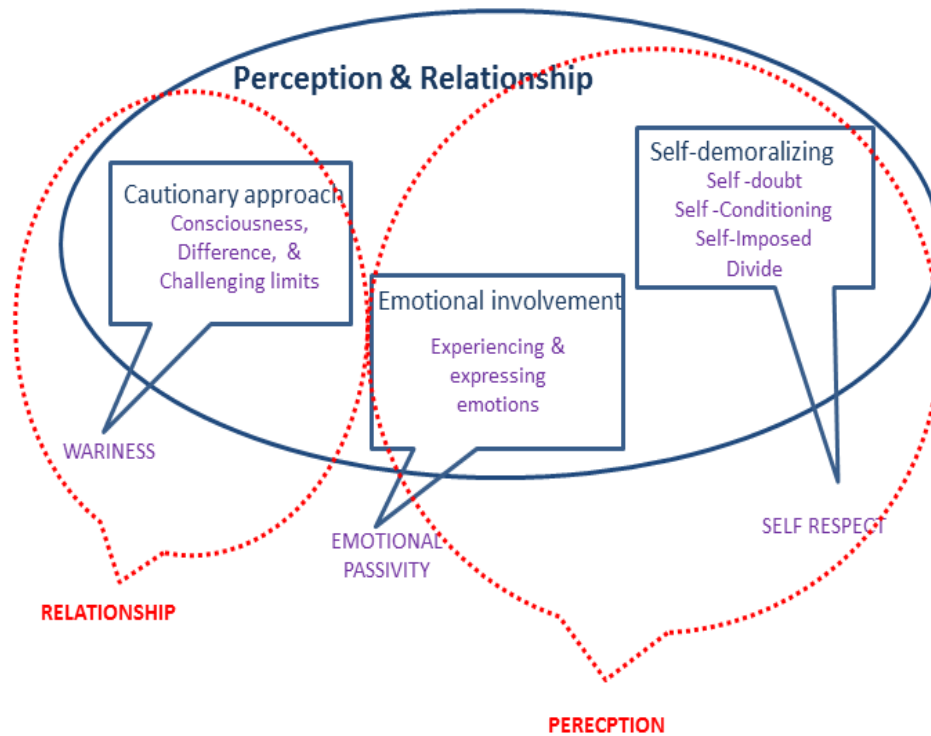 Perception & Relationship
Cautionary approach
Consciousness,
Difference, &
Challenging limits
WARINESS
Emotional involvement
Experiencing &
expressing
emotions
EMOTIONAL
PASSIVITY
Self-demoralizing
Self -doubt
Self -Conditioning
Self-Imposed
Divide
SELF RESPECT
RELATIONSHIP
PERECPTION